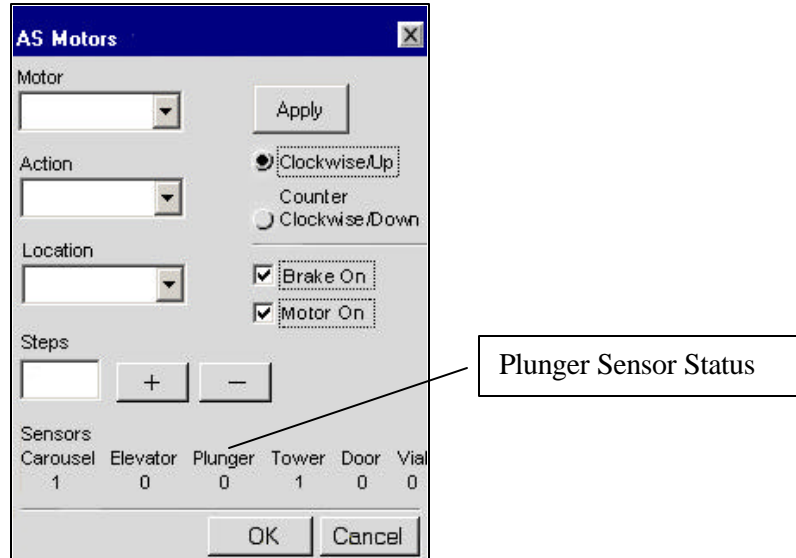 AS Motors
Motor
Apply
Action
Clockwise/Up
Counter
Clockwise/Down
Location
Brake On
Motor On
Steps
+ −
Plunger Sensor Status
Sensors
Carousel Elevator Plunger Tower Door Vial
1 0 0 1 0 0
OK Cancel